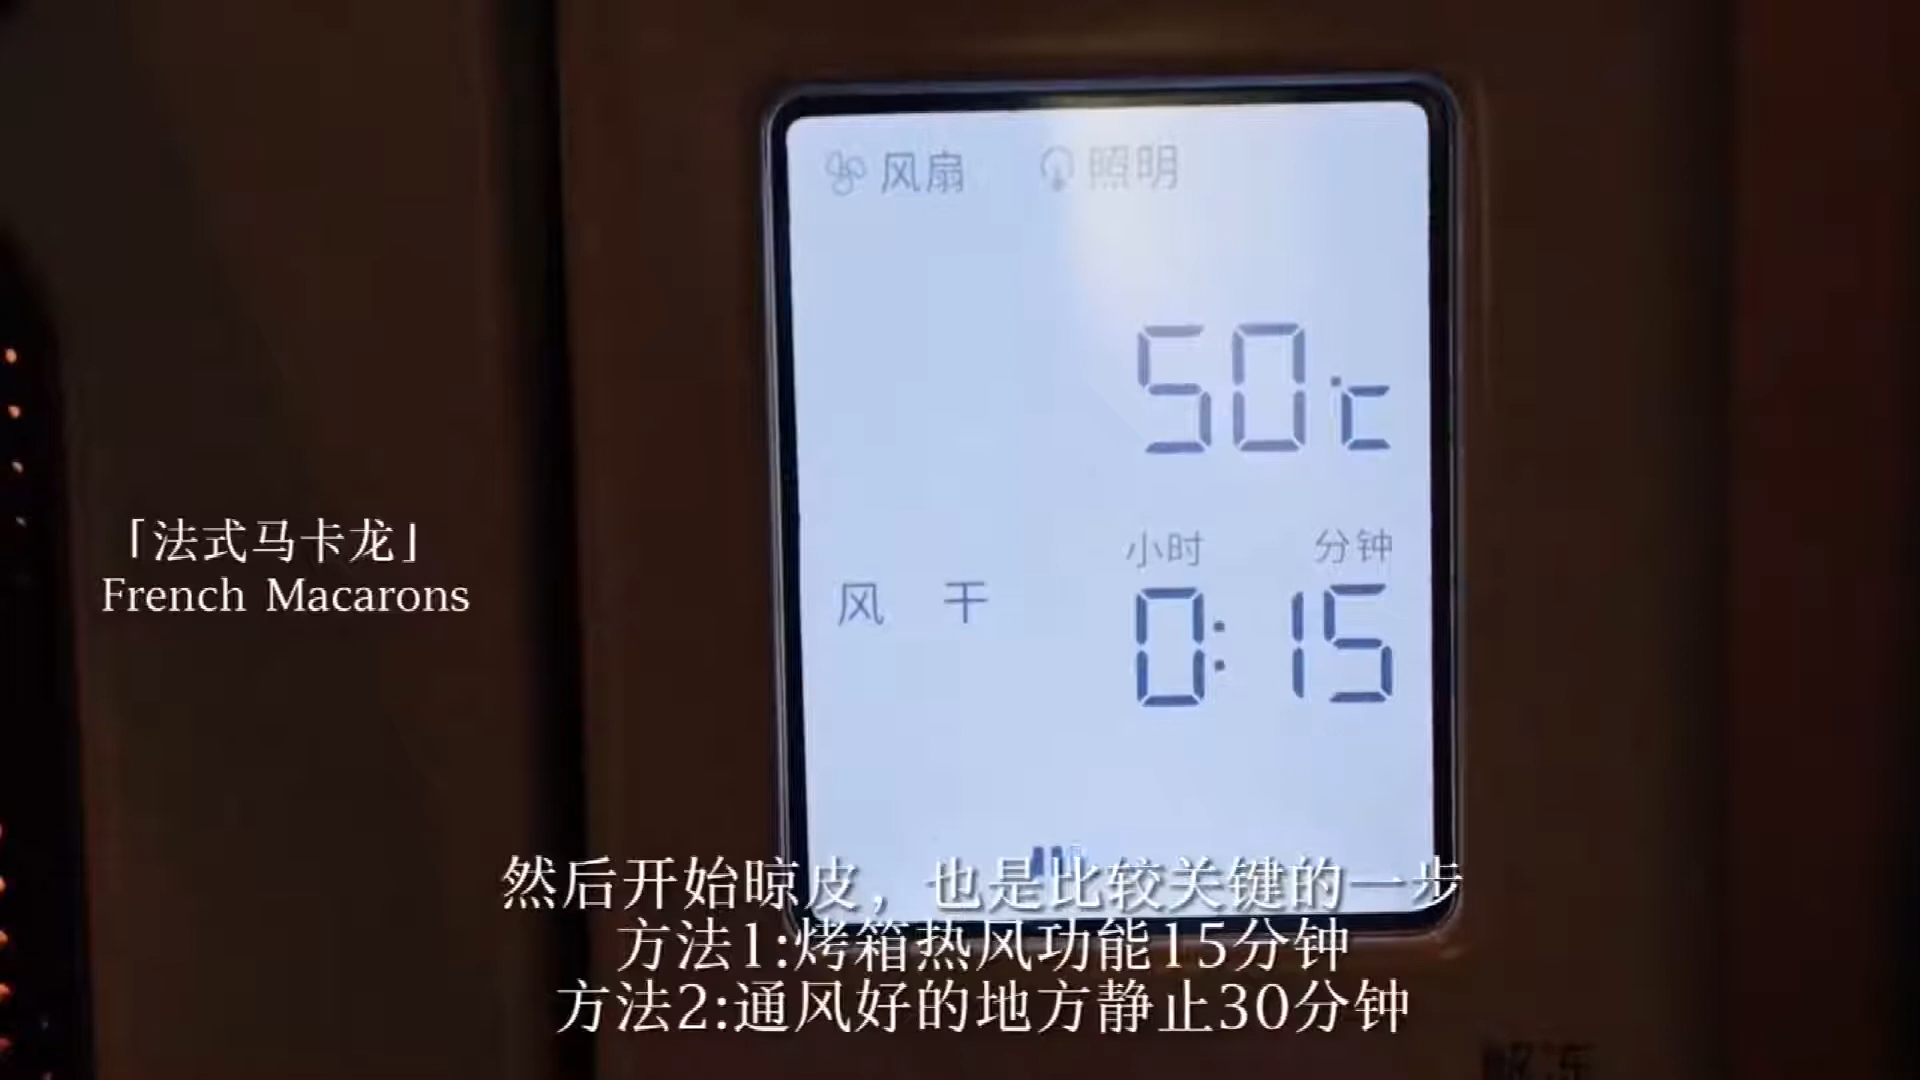 风扇 照明
50℃
小时 分钟
风干 0:15
「法式马卡龙」
French Macarons
然后开始晾皮，也是比较关键的一步
方法1:烤箱热风功能15分钟
方法2:通风好的地方静止30分钟